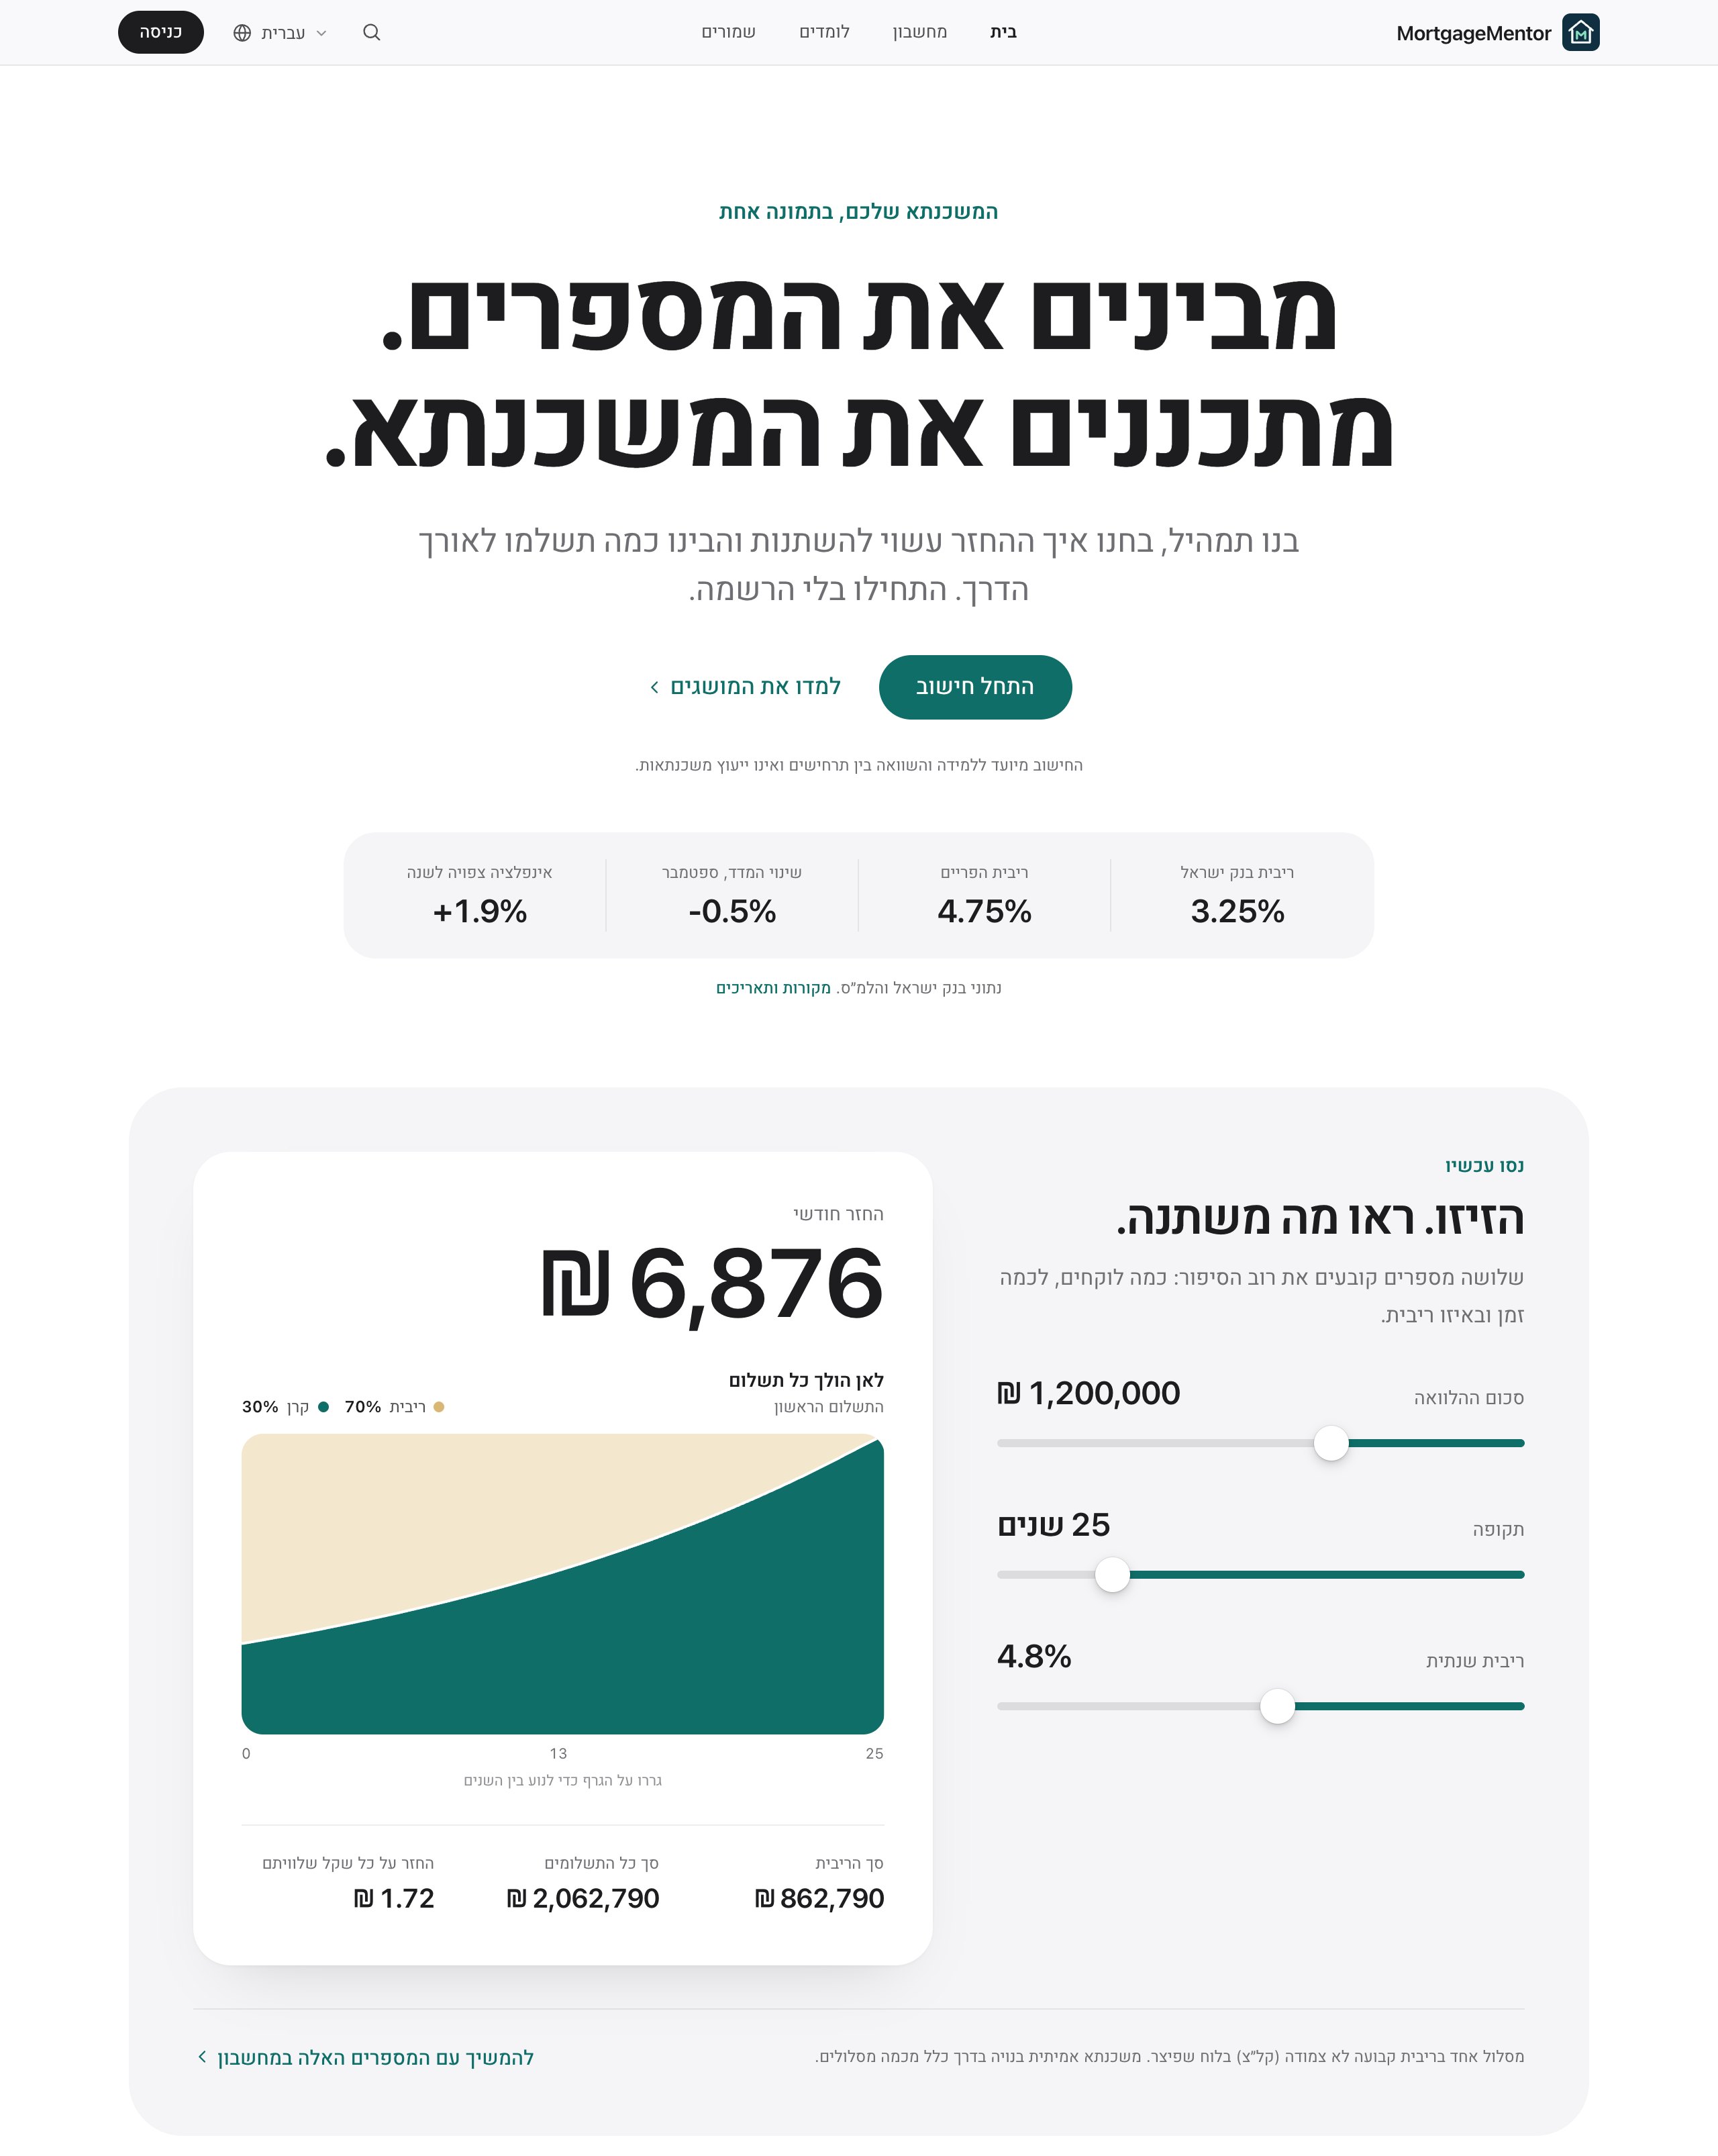 MortgageMentor
בית
מחשבון
לומדים
שמורים
עברית
כניסה
המשכנתא שלכם, בתמונה אחת
מבינים את המספרים.
מתכננים את המשכנתא.
בנו תמהיל, בחנו איך ההחזר עשוי להשתנות והבינו כמה תשלמו לאורך
הדרך. התחילו בלי הרשמה.
התחל חישוב
למדו את המושגים
החישוב מיועד ללמידה והשוואה בין תרחישים ואינו ייעוץ משכנתאות.
ריבית בנק ישראל
3.25%
ריבית הפריים
4.75%
שינוי המדד, ספטמבר
-0.5%
אינפלציה צפויה לשנה
+1.9%
נתוני בנק ישראל והלמ״ס. מקורות ותאריכים
נסו עכשיו
הזיזו. ראו מה משתנה.
שלושה מספרים קובעים את רוב הסיפור: כמה לוקחים, לכמה
זמן ובאיזו ריבית.
סכום ההלוואה
1,200,000 ₪
תקופה
25 שנים
ריבית שנתית
4.8%
החזר חודשי
6,876 ₪
לאן הולך כל תשלום
התשלום הראשון
ריבית 70% קרן 30%
0 13 25
גררו על הגרף כדי לנוע בין השנים
סך הריבית
862,790 ₪
סך כל התשלומים
2,062,790 ₪
החזר על כל שקל שלוויתם
1.72 ₪
מסלול אחד בריבית קבועה לא צמודה (קל״צ) בלוח שפיצר. משכנתא אמיתית בנויה בדרך כלל מכמה מסלולים.
להמשיך עם המספרים האלה במחשבון